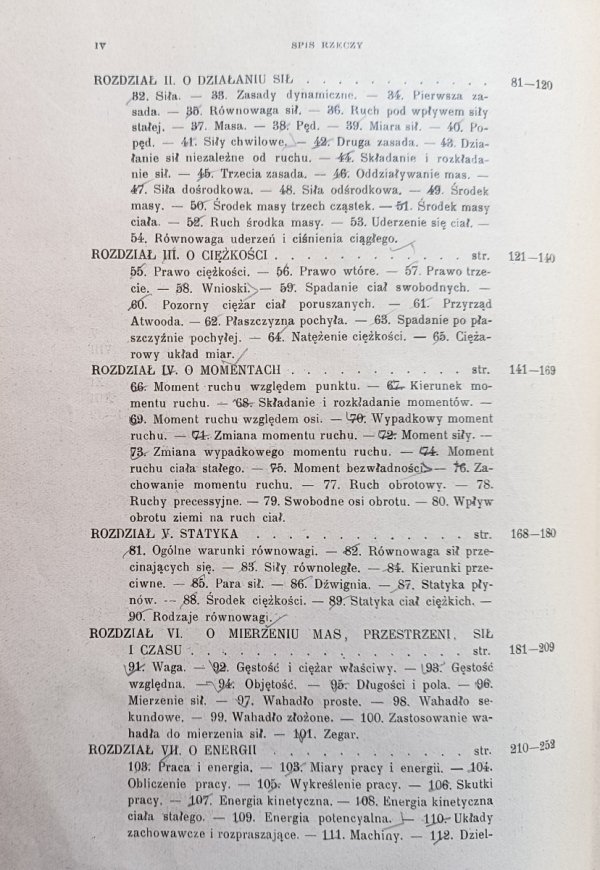 IV SPIS RZECZY
ROZDZIAŁ II. O DZIAŁANIU SIŁ . . . . . . . . . . . . 81—120
32. Siła. — 33. Zasady dynamiczne. — 34. Pierwsza za-
sada. — 35. Równowaga sił. — 36. Ruch pod wpływem siły
stałej. — 37. Masa. — 38. Pęd. — 39. Miara sił. — 40. Po-
pęd. — 41. Siły chwilowe. — 42. Druga zasada. — 43. Dzia-
łanie sił niezależne od ruchu. — 44. Składanie i rozkłada-
nie sił. — 45. Trzecia zasada. — 46. Oddziaływanie mas. —
47. Siła dośrodkowa. — 48. Siła odśrodkowa. — 49. Środek
masy. — 50. Środek masy trzech cząstek. — 51. Środek masy
ciała. — 52. Ruch środka masy. — 53. Uderzenie się ciał. —
54. Równowaga uderzeń i ciśnienia ciągłego.
ROZDZIAŁ III. O CIĘŻKOŚCI . . . . . . . . . . . . str. 121—140
55. Prawo ciężkości. — 56. Prawo wtóre. — 57. Prawo trze-
cie. — 58. Wnioski. — 59. Spadanie ciał swobodnych. —
60. Pozorny ciężar ciał poruszanych. — 61. Przyrząd
Atwooda. — 62. Płaszczyzna pochyła. — 63. Spadanie po pła-
szczyźnie pochyłej. — 64. Natężenie ciężkości. — 65. Cięża-
rowy układ miar.
ROZDZIAŁ IV. O MOMENTACH . . . . . . . . . . . str. 141—169
66. Moment ruchu względem punktu. — 67. Kierunek mo-
mentu ruchu. — 68. Składanie i rozkładanie momentów. —
69. Moment ruchu względem osi. — 70. Wypadkowy moment
ruchu. — 71. Zmiana momentu ruchu. — 72. Moment siły. —
73. Zmiana wypadkowego momentu ruchu. — 74. Moment
ruchu ciała stałego. — 75. Moment bezwładności. — 76. Za-
chowanie momentu ruchu. — 77. Ruch obrotowy. — 78.
Ruchy precessyjne. — 79. Swobodne osi obrotu. — 80. Wpływ
obrotu ziemi na ruch ciał.
ROZDZIAŁ V. STATYKA . . . . . . . . . . . . . str. 168—180
81. Ogólne warunki równowagi. — 82. Równowaga sił prze-
cinających się. — 83. Siły równoległe. — 84. Kierunki prze-
ciwne. — 85. Para sił. — 86. Dźwignia. — 87. Statyka pły-
nów. — 88. Środek ciężkości. — 89. Statyka ciał ciężkich. —
90. Rodzaje równowagi.
ROZDZIAŁ VI. O MIERZENIU MAS, PRZESTRZENI, SIŁ
I CZASU . . . . . . . . . . . . . . . . . str. 181—209
91. Waga. — 92. Gęstość i ciężar właściwy. — 93. Gęstość
względna. — 94. Objętość. — 95. Długości i pola. — 96.
Mierzenie sił. — 97. Wahadło proste. — 98. Wahadło se-
kundowe. — 99. Wahadło złożone. — 100. Zastosowanie wa-
hadła do mierzenia sił. — 101. Zegar.
ROZDZIAŁ VII. O ENERGII . . . . . . . . . . . . str. 210—252
103. Praca i energia. — 103. Miary pracy i energii. — 104.
Obliczenie pracy. — 105. Wykreślenie pracy. — 106. Skutki
pracy. — 107. Energia kinetyczna. — 108. Energia kinetyczna
ciała stałego. — 109. Energia potencyalna. — 110. Układy
zachowawcze i rozpraszające. — 111. Machiny. — 112. Dziel-